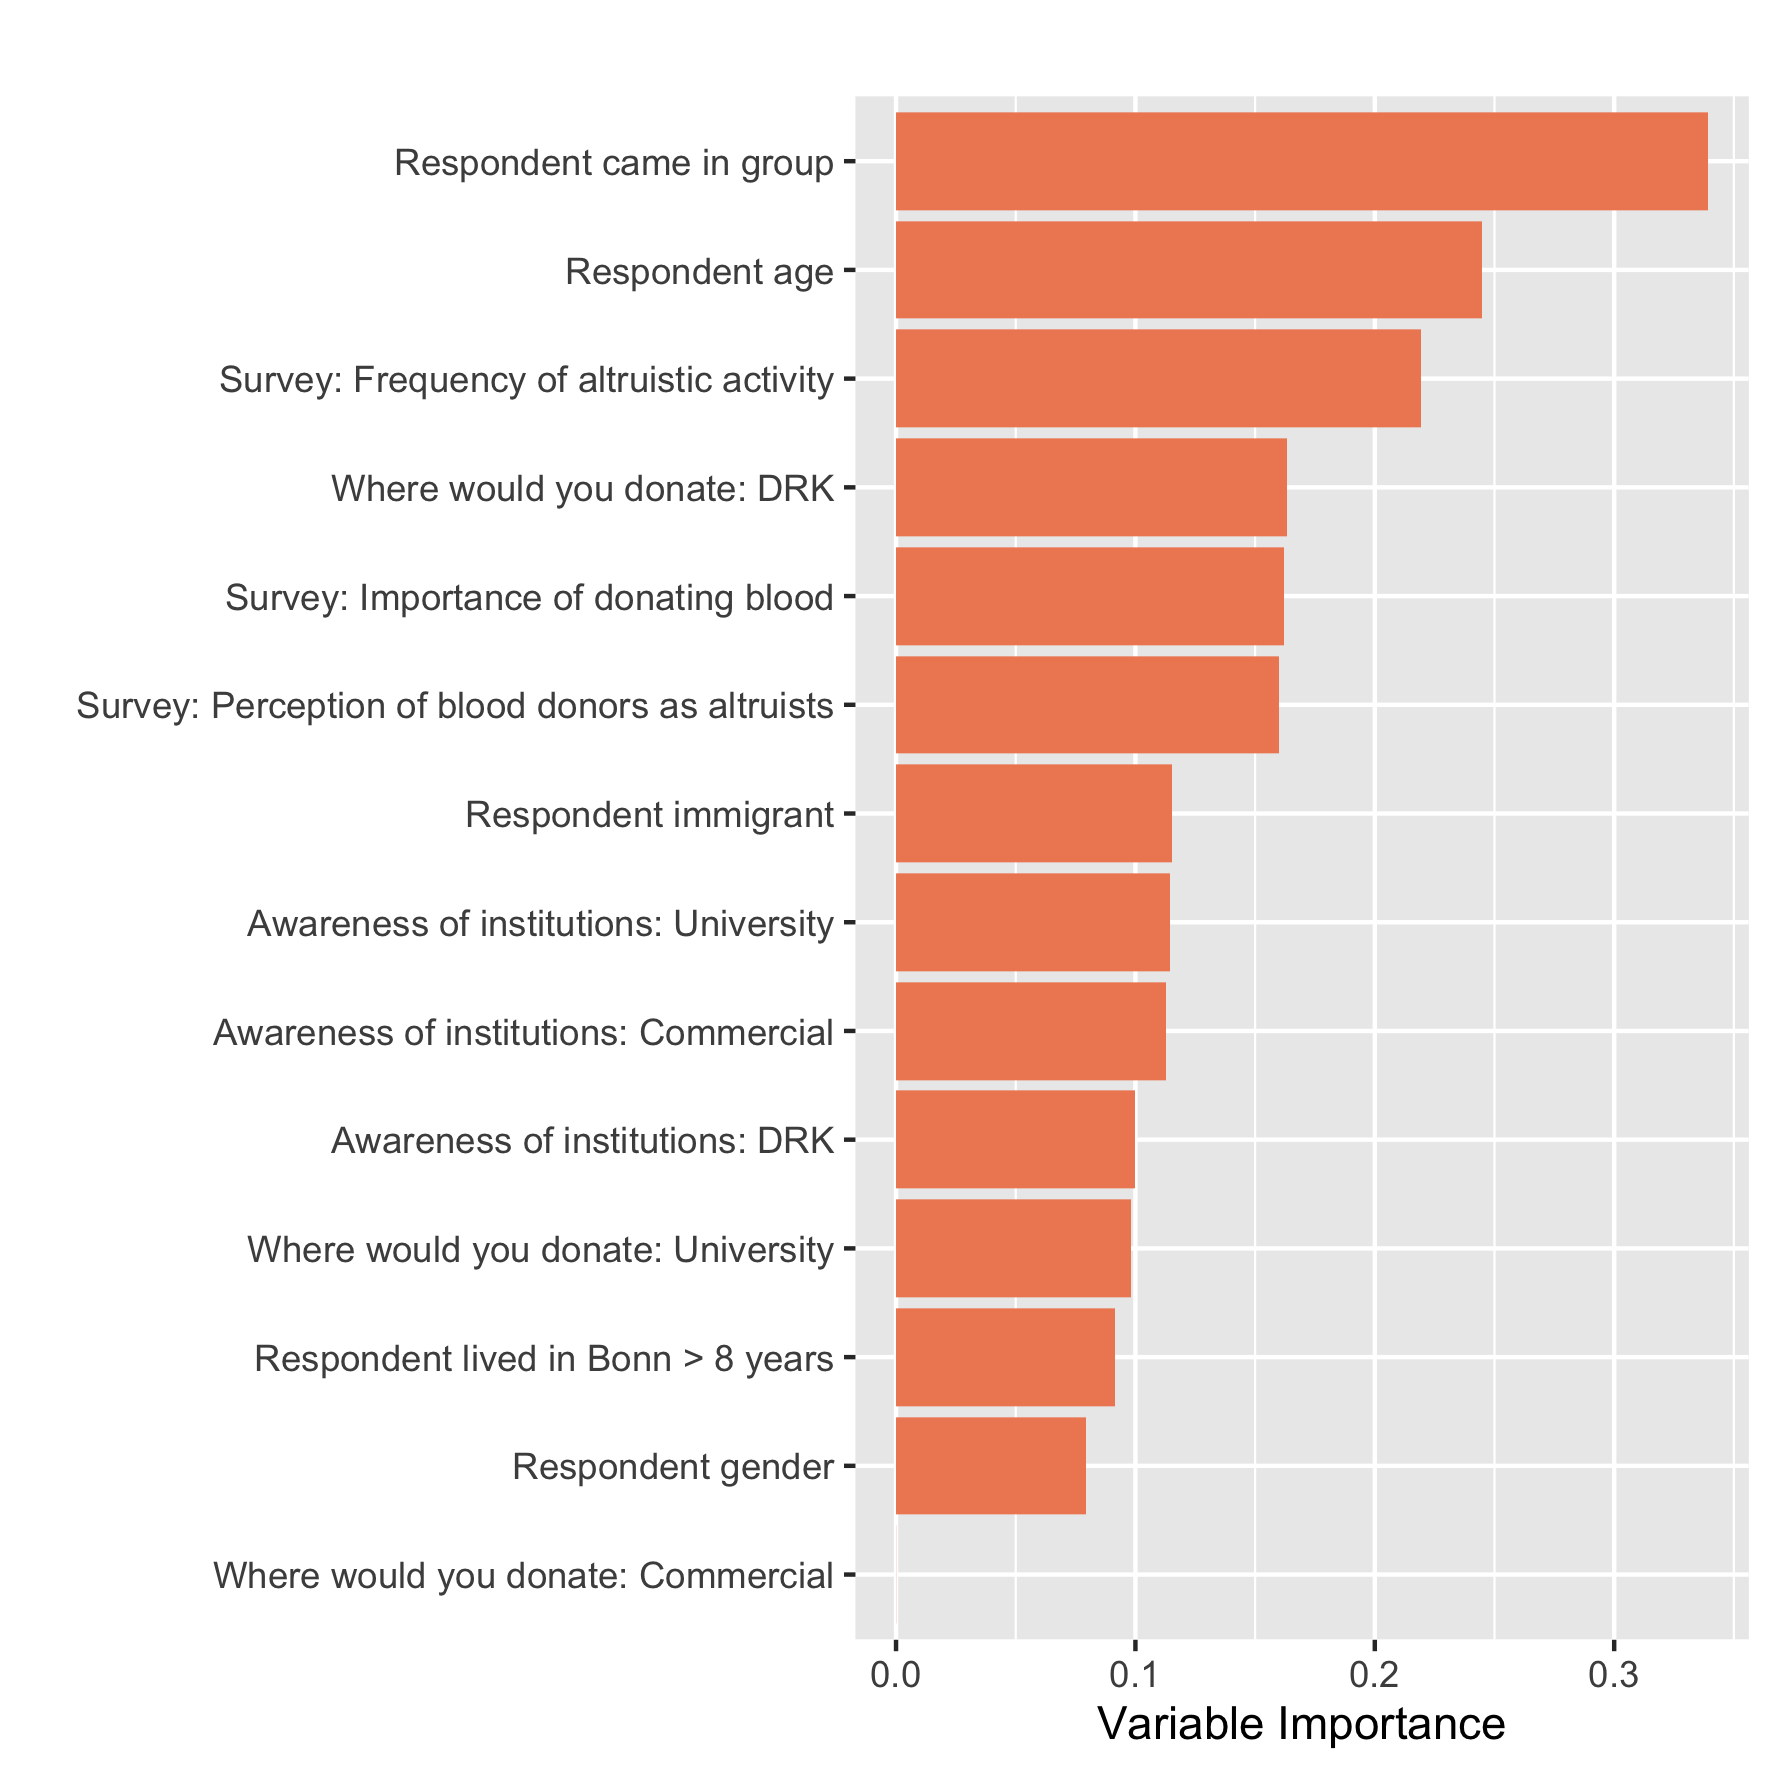 Respondent came in group
Respondent age
Survey: Frequency of altruistic activity
Where would you donate: DRK
Survey: Importance of donating blood
Survey: Perception of blood donors as altruists
Respondent immigrant
Awareness of institutions: University
Awareness of institutions: Commercial
Awareness of institutions: DRK
Where would you donate: University
Respondent lived in Bonn > 8 years
Respondent gender
Where would you donate: Commercial
0.0 0.1 0.2 0.3
Variable Importance